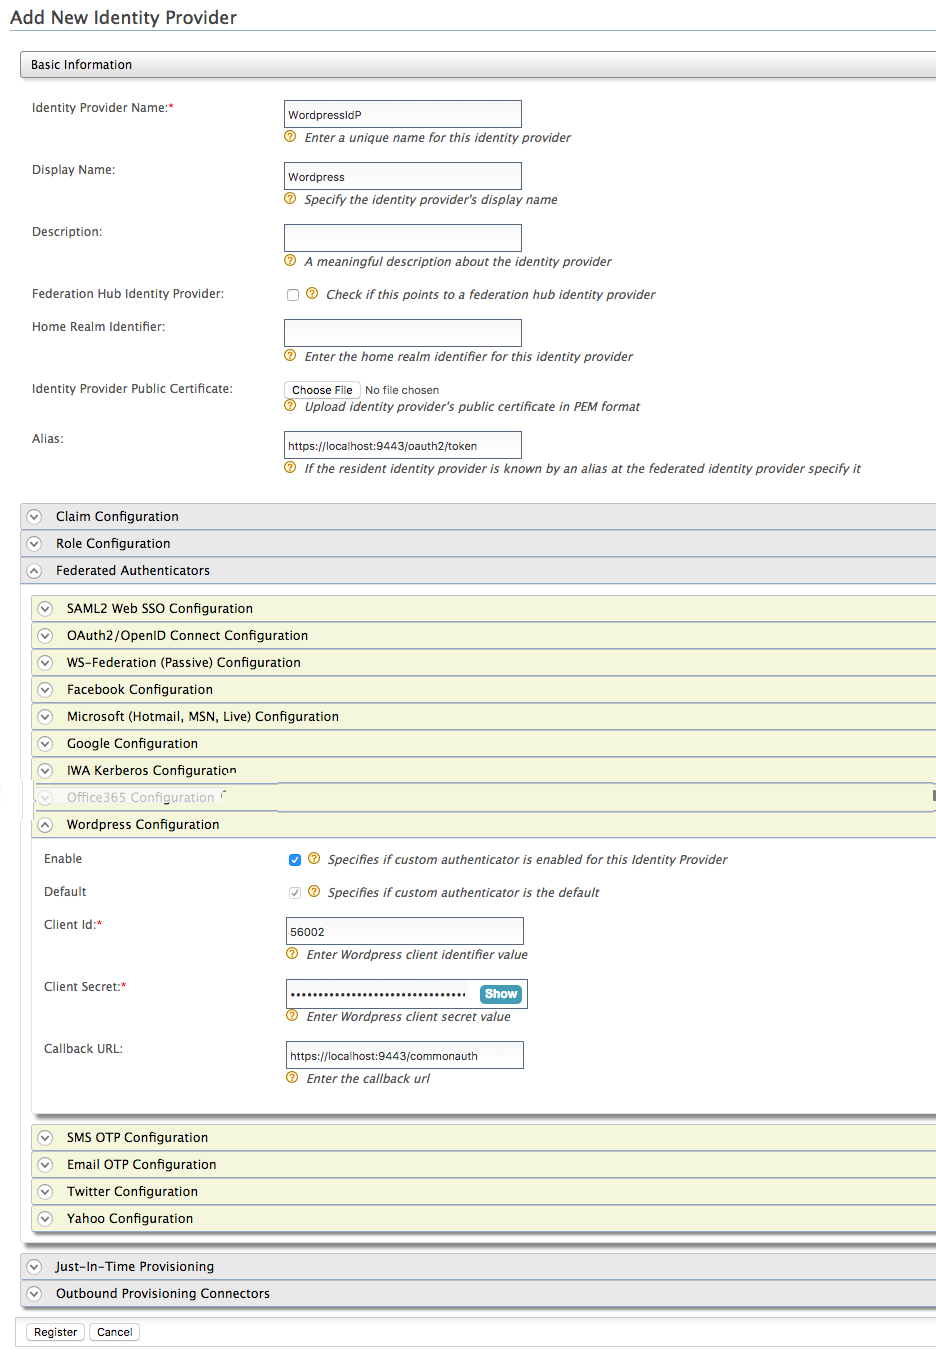 Add New Identity Provider
Basic Information
Identity Provider Name:*
WordpressIdP
Enter a unique name for this identity provider
Display Name:
Wordpress
Specify the identity provider's display name
Description:
A meaningful description about the identity provider
Federation Hub Identity Provider:
Check if this points to a federation hub identity provider
Home Realm Identifier:
Enter the home realm identifier for this identity provider
Identity Provider Public Certificate:
Choose File No file chosen
Upload identity provider's public certificate in PEM format
Alias:
https://localhost:9443/oauth2/token
If the resident identity provider is known by an alias at the federated identity provider specify it
Claim Configuration
Role Configuration
Federated Authenticators
SAML2 Web SSO Configuration
OAuth2/OpenID Connect Configuration
WS-Federation (Passive) Configuration
Facebook Configuration
Microsoft (Hotmail, MSN, Live) Configuration
Google Configuration
IWA Kerberos Configuration
Office365 Configuration
Wordpress Configuration
Enable
Specifies if custom authenticator is enabled for this Identity Provider
Default
Specifies if custom authenticator is the default
Client Id:*
56002
Enter Wordpress client identifier value
Client Secret:*
Show
Enter Wordpress client secret value
Callback URL:
https://localhost:9443/commonauth
Enter the callback url
SMS OTP Configuration
Email OTP Configuration
Twitter Configuration
Yahoo Configuration
Just-In-Time Provisioning
Outbound Provisioning Connectors
Register Cancel